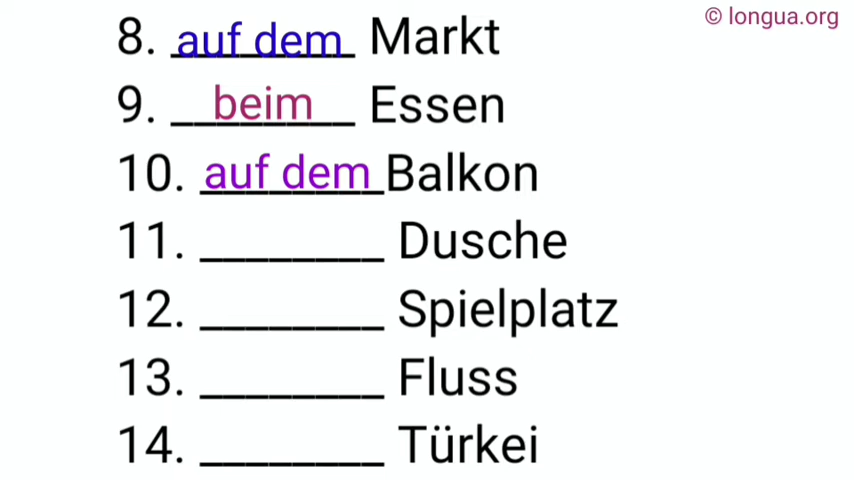 © longua.org
8. auf dem Markt
9. beim Essen
10. auf dem Balkon
11. ________ Dusche
12. ________ Spielplatz
13. ________ Fluss
14. ________ Türkei